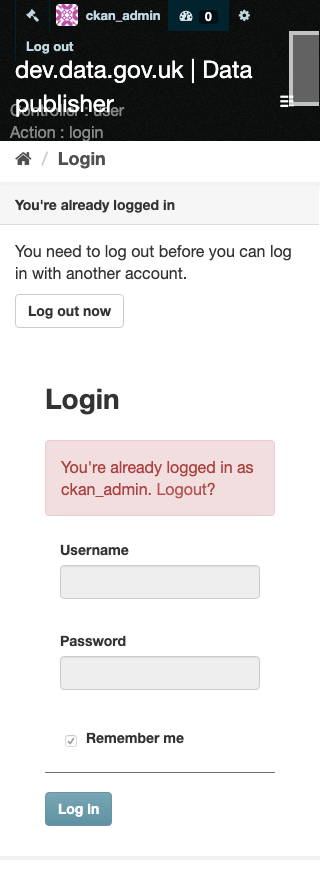 ckan_admin
0
Log out
dev.data.gov.uk | Data
publisher
Controller : user
Action : login
/ Login
You're already logged in
You need to log out before you can log
in with another account.
Log out now
Login
You're already logged in as
ckan_admin. Logout?
Username
Password
Remember me
Log in